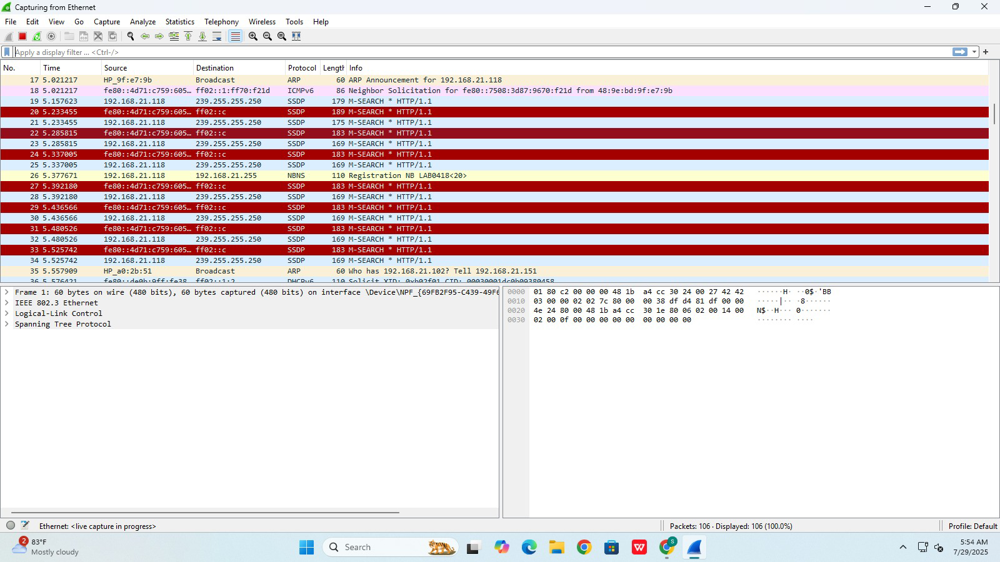 Capturing from Ethernet
File Edit View Go Capture Analyze Statistics Telephony Wireless Tools Help
Apply a display filter ... <Ctrl-/>
No. Time Source Destination Protocol Length Info
17 5.021217 HP_9f:e7:9b Broadcast ARP 60 ARP Announcement for 192.168.21.118
18 5.021217 fe80::4d71:c759:605… ff02::1:ff70:f21d ICMPv6 86 Neighbor Solicitation for fe80::7508:3d87:9670:f21d from 48:9e:bd:9f:e7:9b
19 5.157623 192.168.21.118 239.255.255.250 SSDP 179 M-SEARCH * HTTP/1.1
20 5.233455 fe80::4d71:c759:605… ff02::c SSDP 189 M-SEARCH * HTTP/1.1
21 5.233455 192.168.21.118 239.255.255.250 SSDP 175 M-SEARCH * HTTP/1.1
22 5.285815 fe80::4d71:c759:605… ff02::c SSDP 183 M-SEARCH * HTTP/1.1
23 5.285815 192.168.21.118 239.255.255.250 SSDP 169 M-SEARCH * HTTP/1.1
24 5.337005 fe80::4d71:c759:605… ff02::c SSDP 183 M-SEARCH * HTTP/1.1
25 5.337005 192.168.21.118 239.255.255.250 SSDP 169 M-SEARCH * HTTP/1.1
26 5.377671 192.168.21.118 192.168.21.255 NBNS 110 Registration NB LAB0418<20>
27 5.392180 fe80::4d71:c759:605… ff02::c SSDP 183 M-SEARCH * HTTP/1.1
28 5.392180 192.168.21.118 239.255.255.250 SSDP 169 M-SEARCH * HTTP/1.1
29 5.436566 fe80::4d71:c759:605… ff02::c SSDP 183 M-SEARCH * HTTP/1.1
30 5.436566 192.168.21.118 239.255.255.250 SSDP 169 M-SEARCH * HTTP/1.1
31 5.480526 fe80::4d71:c759:605… ff02::c SSDP 183 M-SEARCH * HTTP/1.1
32 5.480526 192.168.21.118 239.255.255.250 SSDP 169 M-SEARCH * HTTP/1.1
33 5.525742 fe80::4d71:c759:605… ff02::c SSDP 183 M-SEARCH * HTTP/1.1
34 5.525742 192.168.21.118 239.255.255.250 SSDP 169 M-SEARCH * HTTP/1.1
35 5.557909 HP_a0:2b:51 Broadcast ARP 60 Who has 192.168.21.102? Tell 192.168.21.151
36 5.576421 ff02::1:2 DHCPv6 110 Solicit XID:
Frame 1: 60 bytes on wire (480 bits), 60 bytes captured (480 bits) on interface \Device\NPF_{69FB2F95-C439-49F6
IEEE 802.3 Ethernet
Logical-Link Control
Spanning Tree Protocol
0000 01 80 c2 00 00 00 48 1b a4 cc 30 24 00 27 42 42 ······H· ··0$·'BB
0010 03 00 00 02 02 7c 80 00 00 38 df d4 81 df 00 00 ·····|·· ·8······
0020 4e 24 80 00 48 1b a4 cc 30 1e 80 06 02 00 14 00 N$··H··· 0·······
0030 02 00 0f 00 00 00 00 00 00 00 00 00 ········ ····
Ethernet: <live capture in progress>
Packets: 106 · Displayed: 106 (100.0%)
Profile: Default
2
83°F
Mostly cloudy
Search
S
W
5:54 AM
7/29/2025